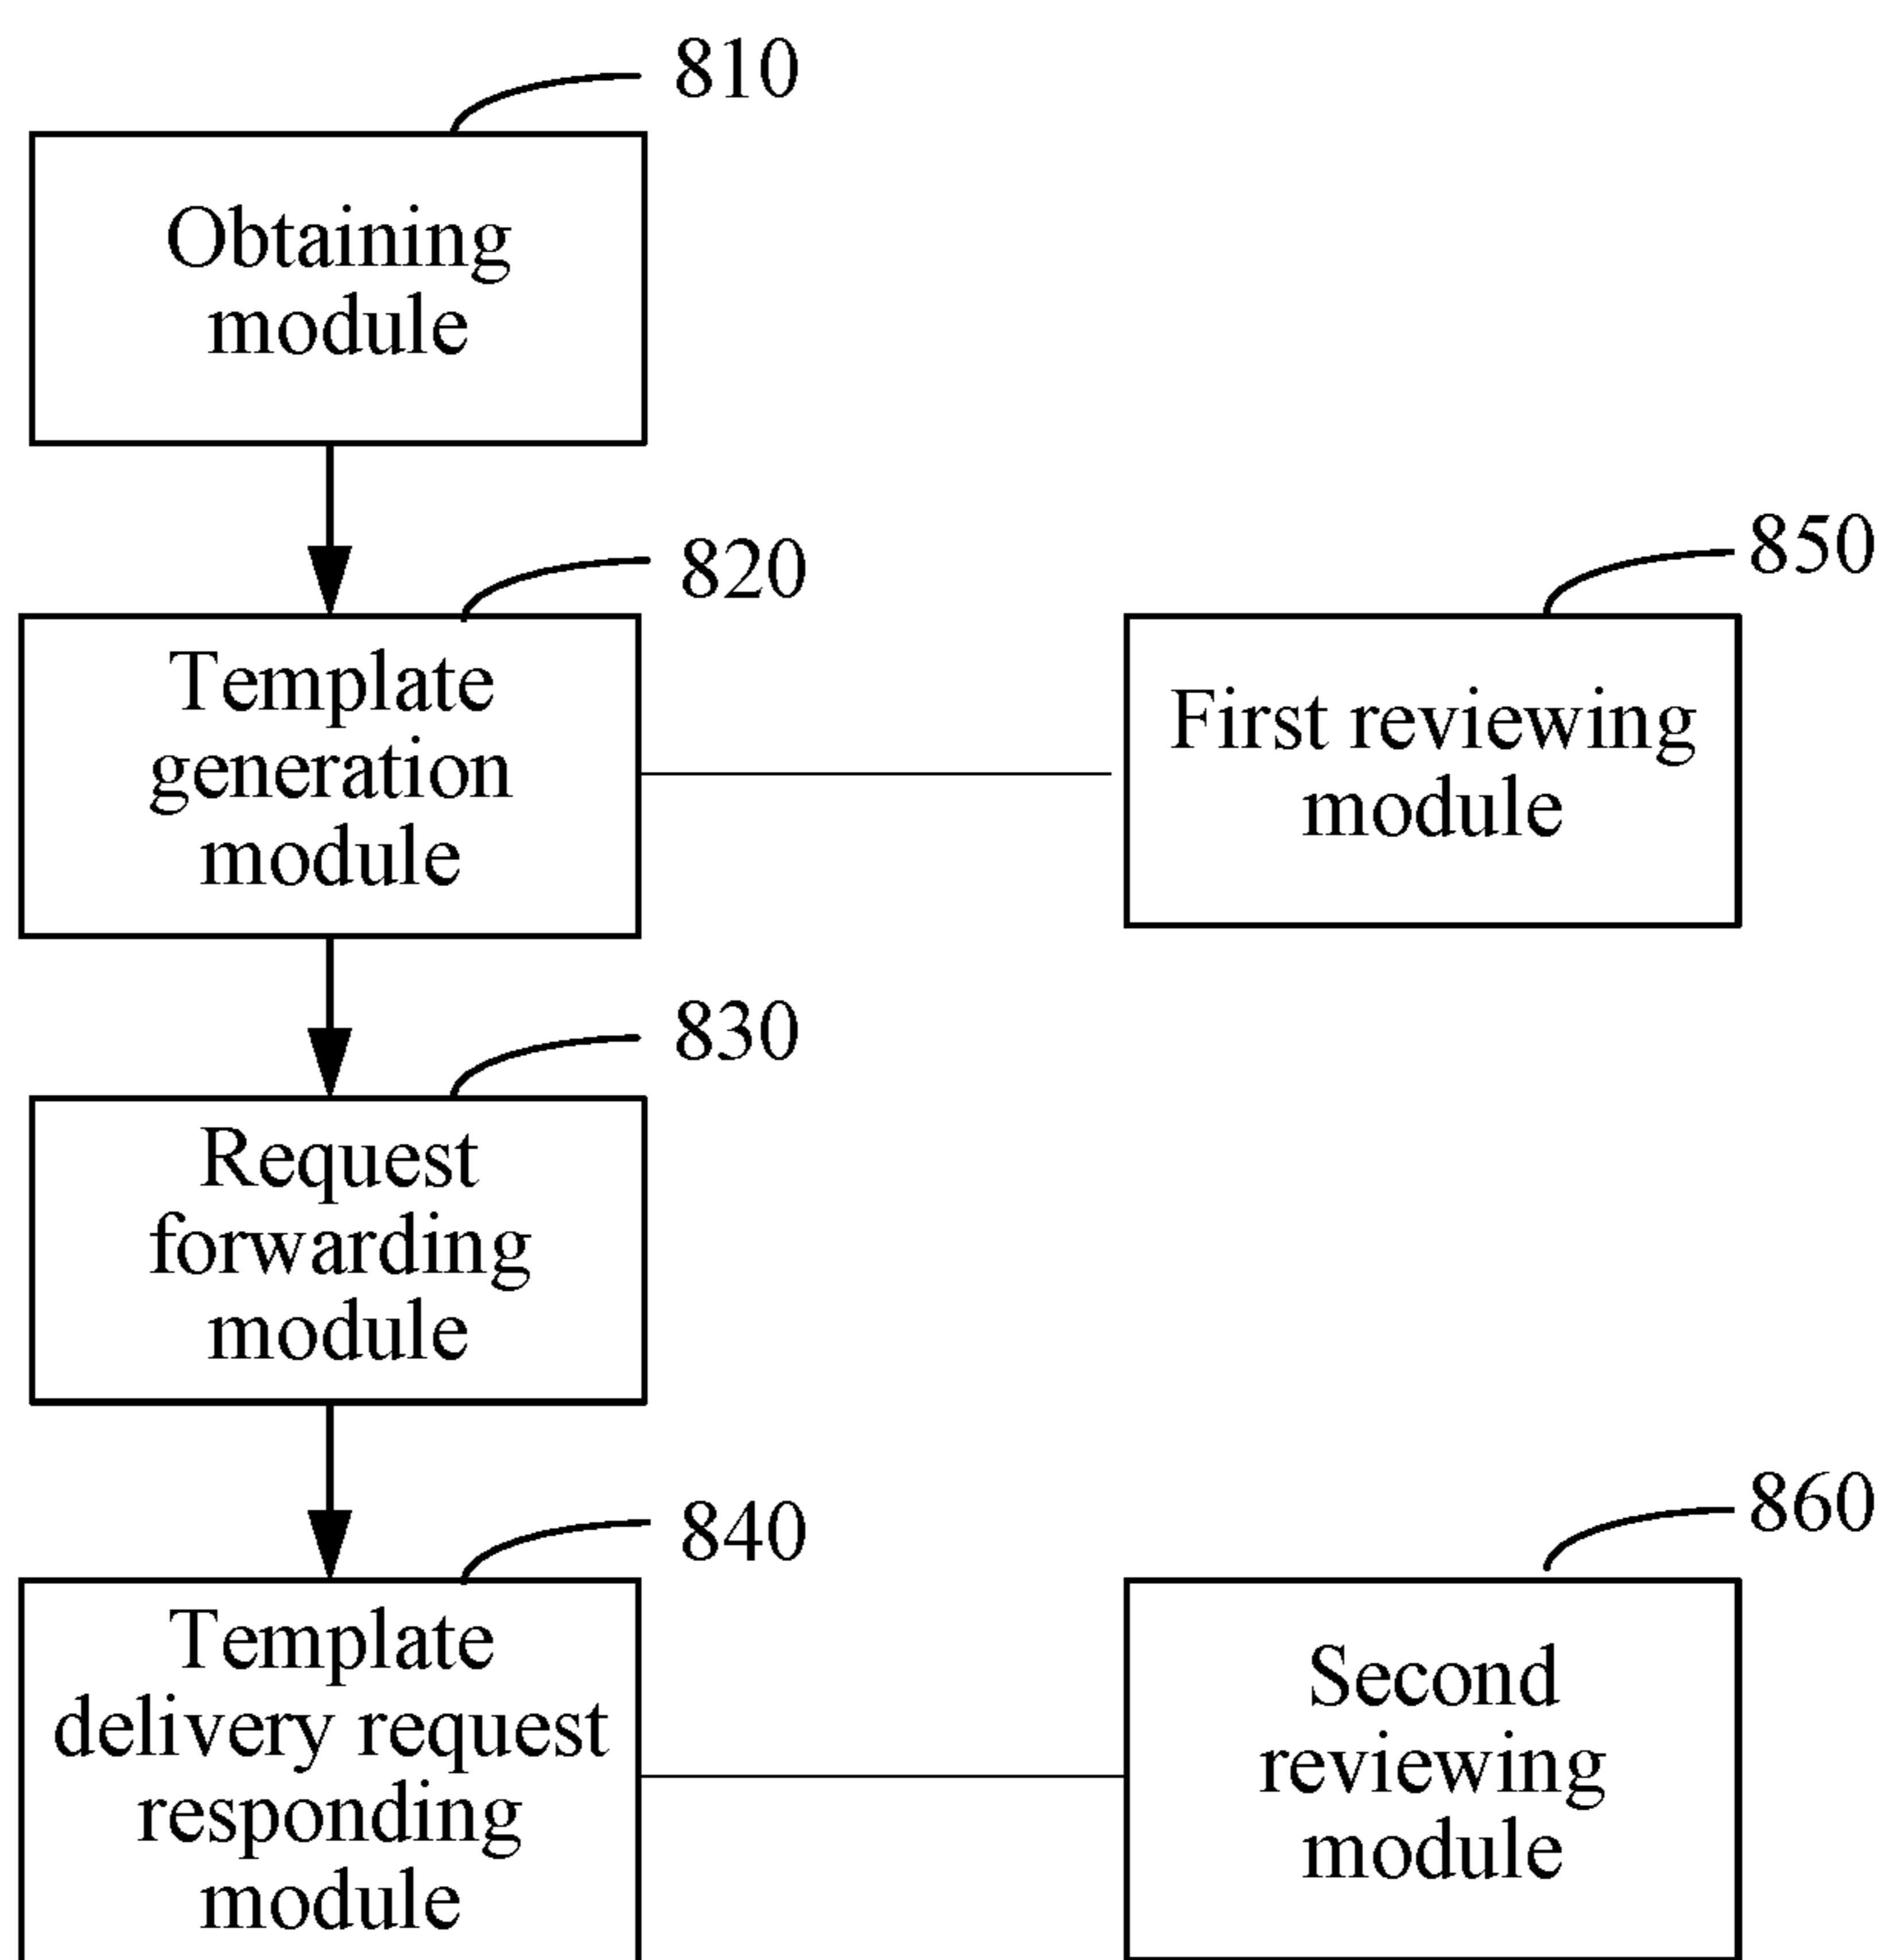 810
Obtaining
module
820
Template
generation
module
850
First reviewing
module
830
Request
forwarding
module
840
Template
delivery request
responding
module
860
Second
reviewing
module